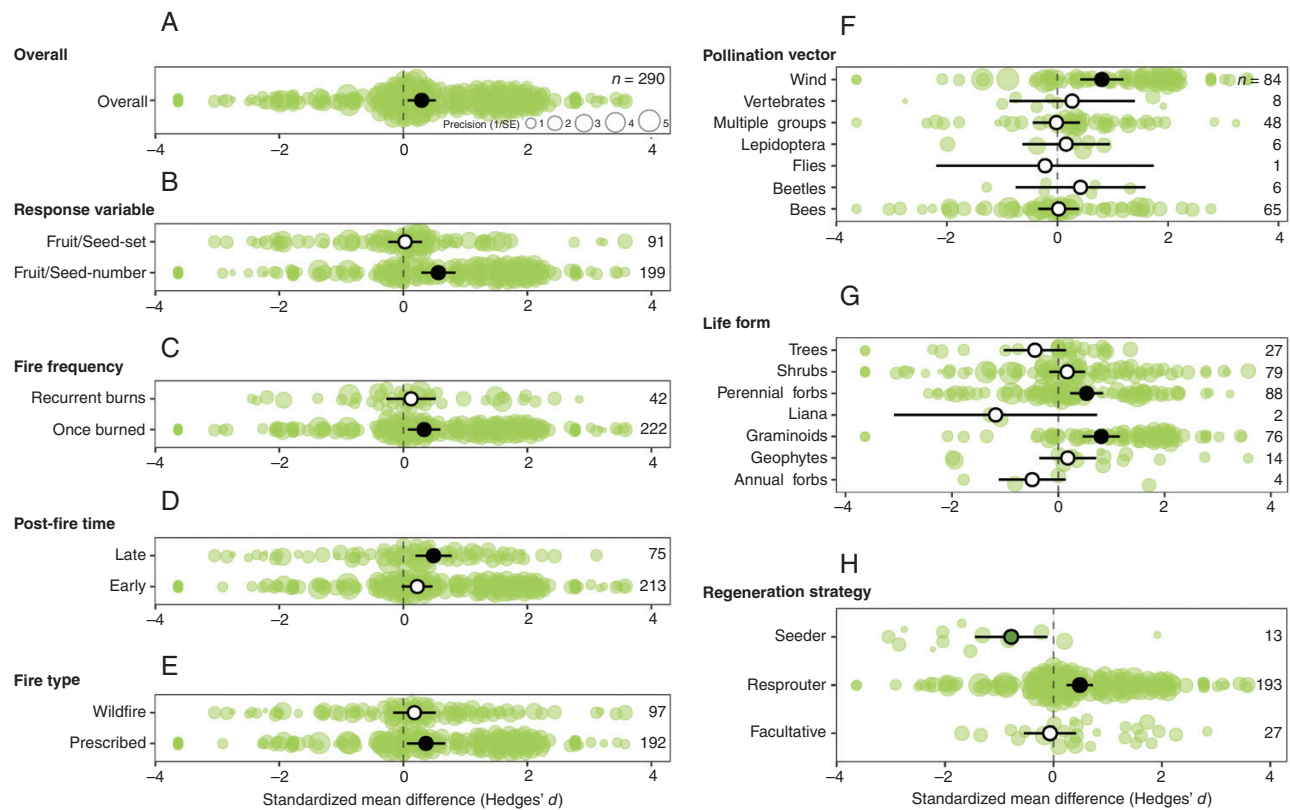 A
Overall
n = 290
Overall
Precision (1/SE) 1 2 3 4 5
−4 −2 0 2 4
B
Response variable
Fruit/Seed-set 91
Fruit/Seed-number 199
−4 −2 0 2 4
C
Fire frequency
Recurrent burns 42
Once burned 222
−4 −2 0 2 4
D
Post-fire time
Late 75
Early 213
−4 −2 0 2 4
E
Fire type
Wildfire 97
Prescribed 192
−4 −2 0 2 4
Standardized mean difference (Hedges’ d)
F
Pollination vector
Wind n = 84
Vertebrates 8
Multiple groups 48
Lepidoptera 6
Flies 1
Beetles 6
Bees 65
−4 −2 0 2 4
G
Life form
Trees 27
Shrubs 79
Perennial forbs 88
Liana 2
Graminoids 76
Geophytes 14
Annual forbs 4
−4 −2 0 2 4
H
Regeneration strategy
Seeder 13
Resprouter 193
Facultative 27
−4 −2 0 2 4
Standardized mean difference (Hedges’ d)